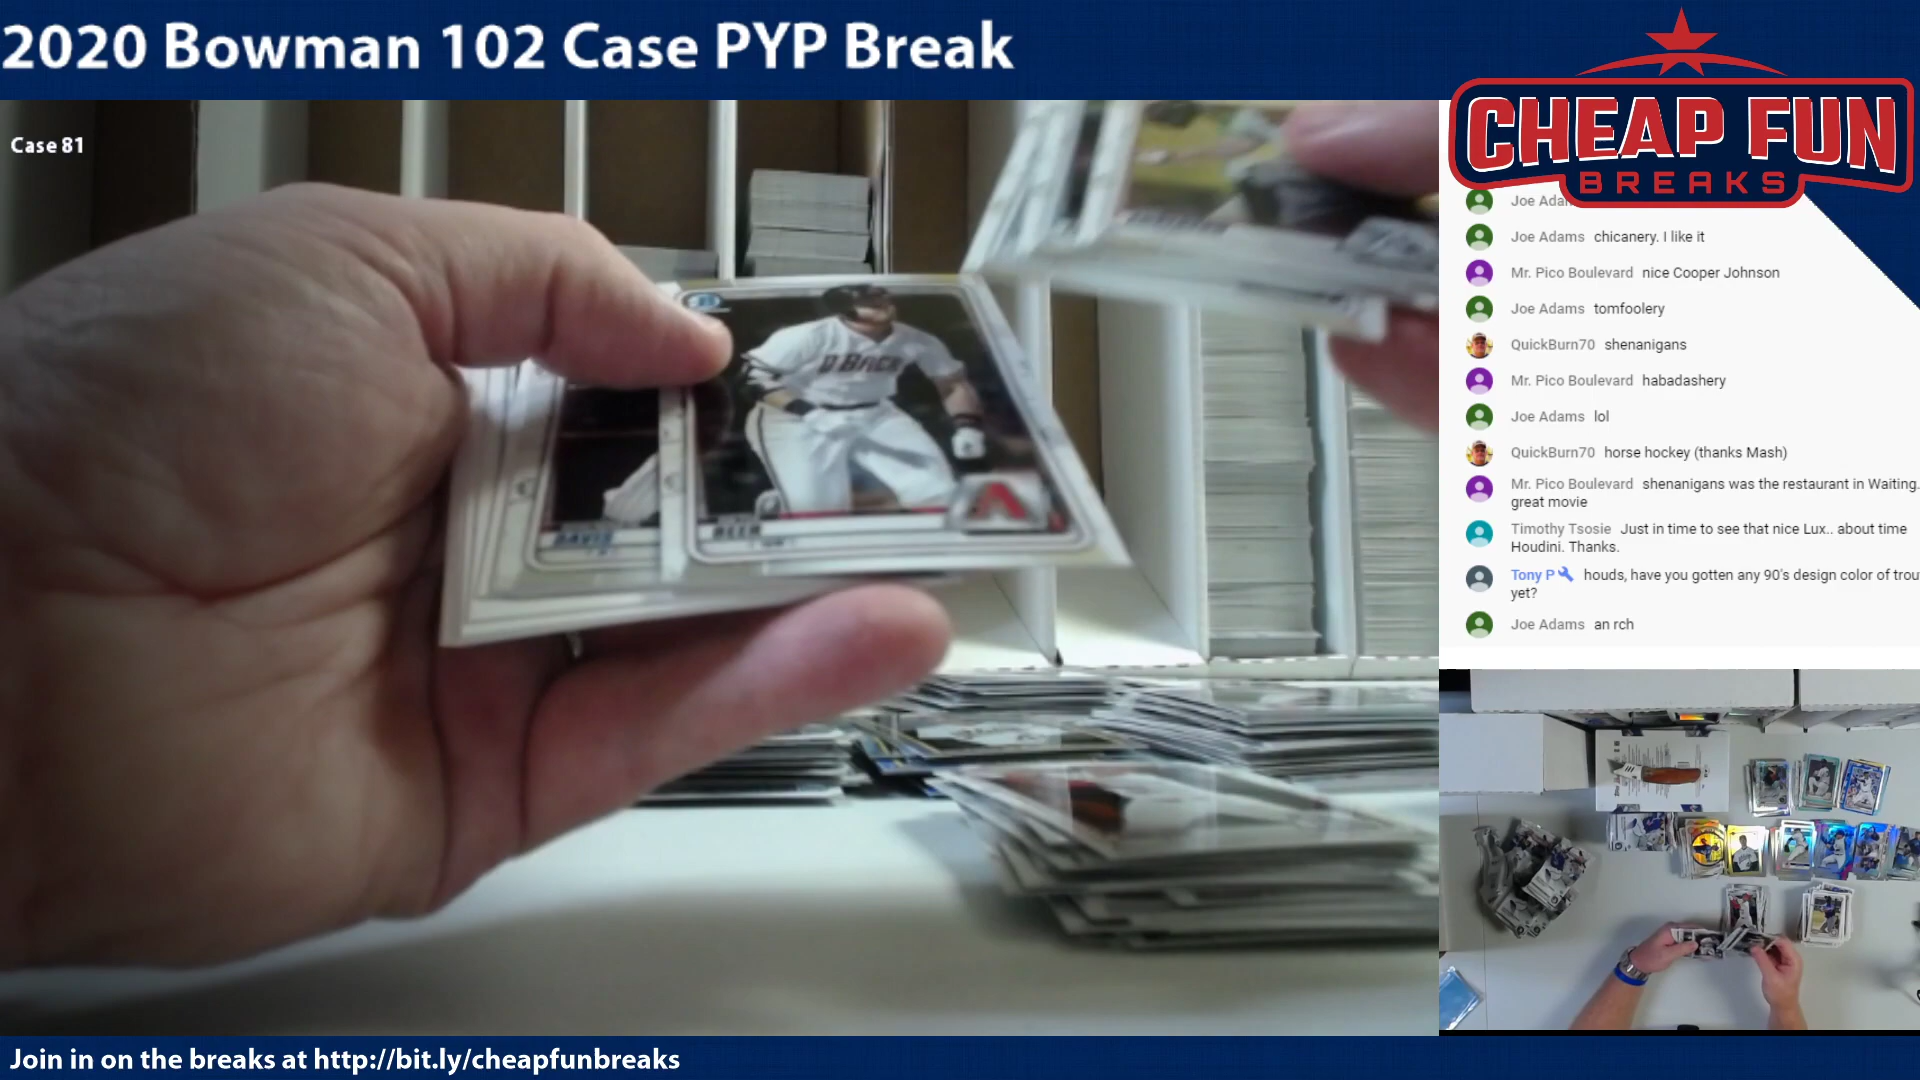 2020 Bowman 102 Case PYP Break
CHEAP FUN
BREAKS
Case 81
Joe Adams chicanery. I like it
Mr. Pico Boulevard nice Cooper Johnson
Joe Adams tomfoolery
QuickBurn70 shenanigans
Mr. Pico Boulevard habadashery
Joe Adams lol
QuickBurn70 horse hockey (thanks Mash)
Mr. Pico Boulevard shenanigans was the restaurant in Waiting.
great movie
Timothy Tsosie Just in time to see that nice Lux.. about time
Houdini. Thanks.
Tony P houds, have you gotten any 90's design color of trou
yet?
Joe Adams an rch
D-BACK
DAVIS
BEER
Join in on the breaks at http://bit.ly/cheapfunbreaks